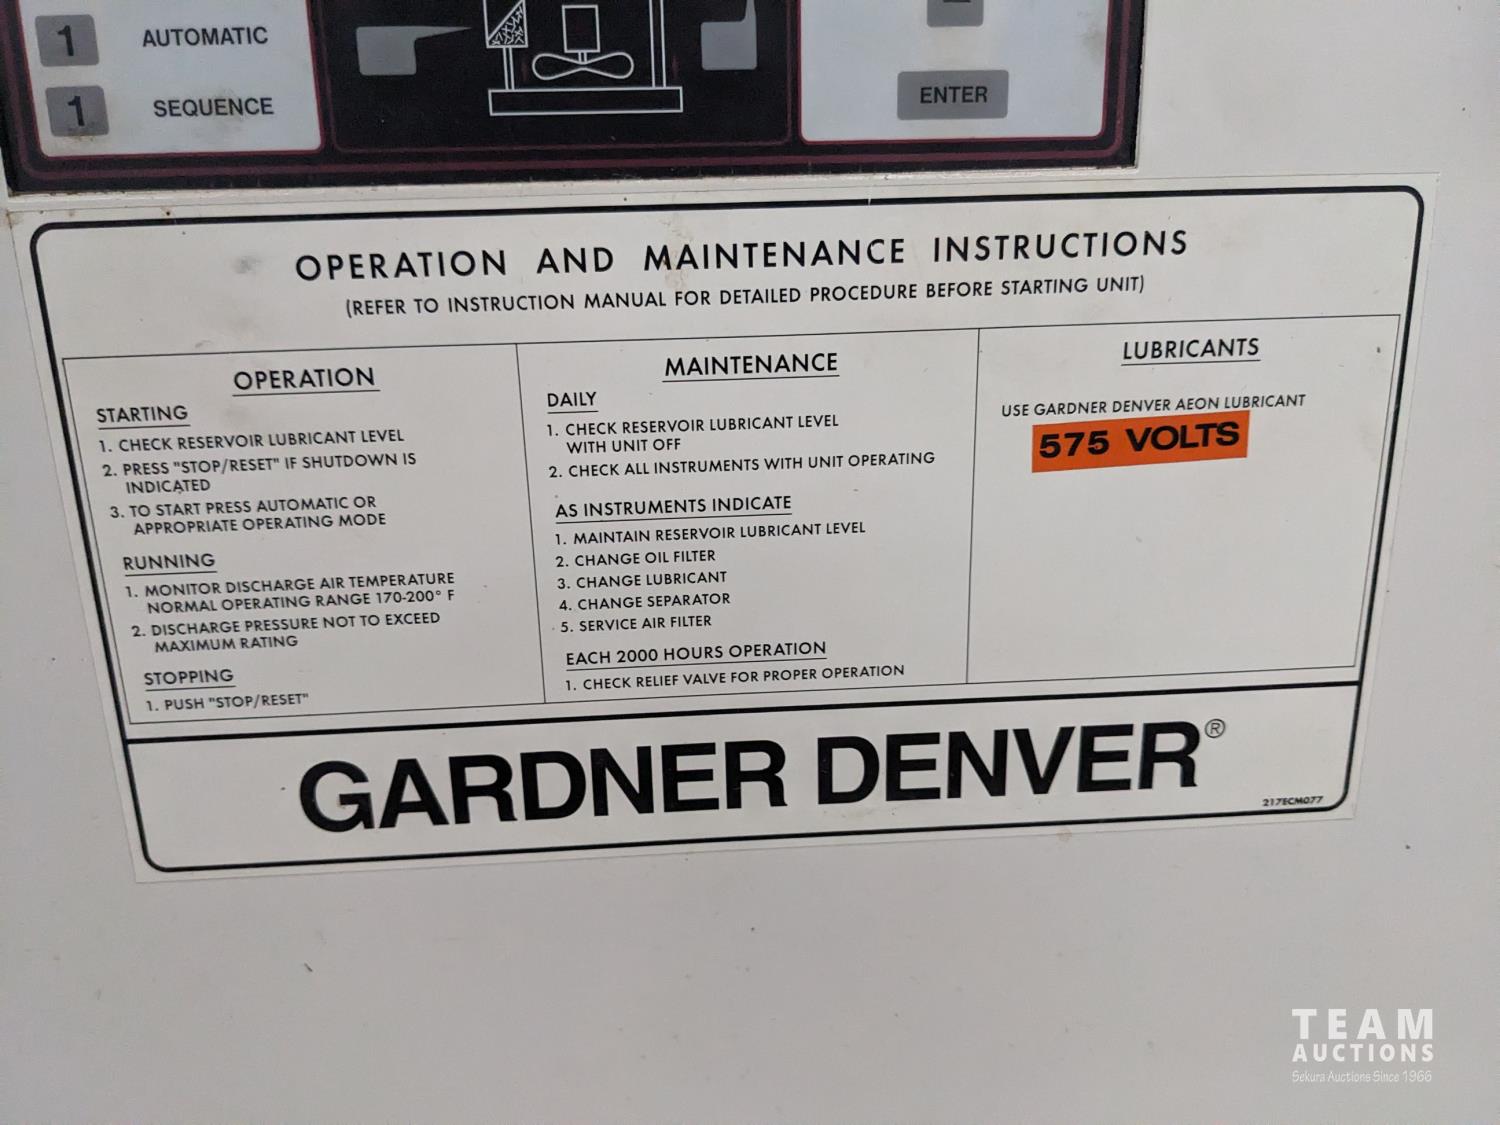 1 AUTOMATIC
1 SEQUENCE
ENTER
OPERATION AND MAINTENANCE INSTRUCTIONS
(REFER TO INSTRUCTION MANUAL FOR DETAILED PROCEDURE BEFORE STARTING UNIT)
OPERATION
STARTING
1. CHECK RESERVOIR LUBRICANT LEVEL
2. PRESS "STOP/RESET" IF SHUTDOWN IS
INDICATED
3. TO START PRESS AUTOMATIC OR
APPROPRIATE OPERATING MODE
RUNNING
1. MONITOR DISCHARGE AIR TEMPERATURE
NORMAL OPERATING RANGE 170-200° F
2. DISCHARGE PRESSURE NOT TO EXCEED
MAXIMUM RATING
STOPPING
1. PUSH "STOP/RESET"
MAINTENANCE
DAILY
1. CHECK RESERVOIR LUBRICANT LEVEL
WITH UNIT OFF
2. CHECK ALL INSTRUMENTS WITH UNIT OPERATING
AS INSTRUMENTS INDICATE
1. MAINTAIN RESERVOIR LUBRICANT LEVEL
2. CHANGE OIL FILTER
3. CHANGE LUBRICANT
4. CHANGE SEPARATOR
5. SERVICE AIR FILTER
EACH 2000 HOURS OPERATION
1. CHECK RELIEF VALVE FOR PROPER OPERATION
LUBRICANTS
USE GARDNER DENVER AEON LUBRICANT
575 VOLTS
GARDNER DENVER®
217ECM077
TEAM
AUCTIONS
Sekura Auctions Since 1966